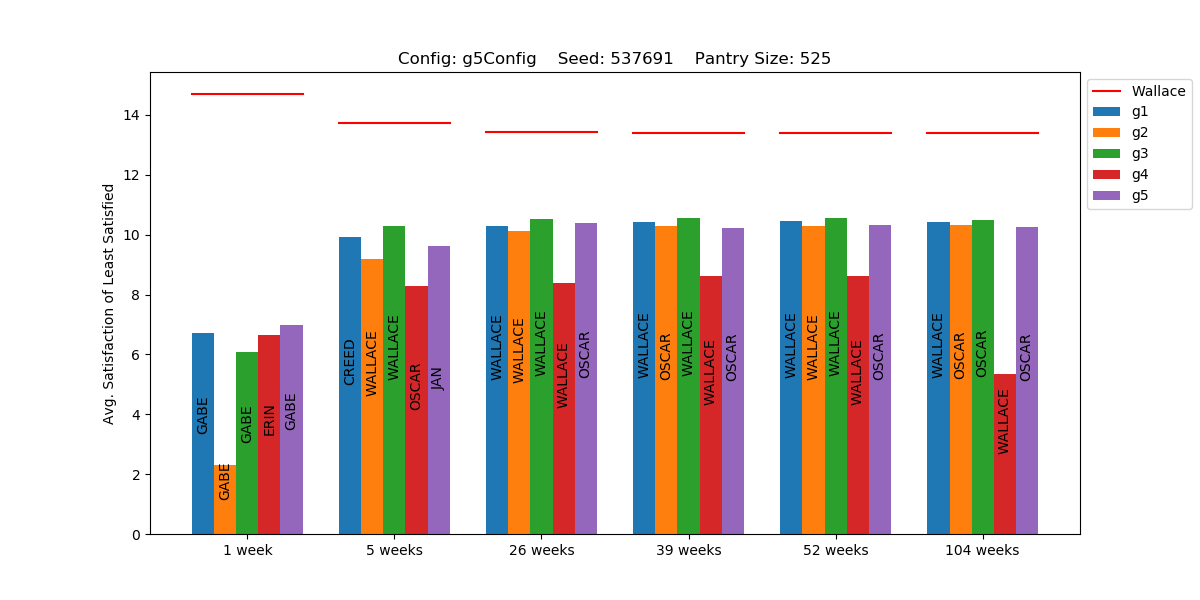 Config: g5Config    Seed: 537691    Pantry Size: 525
Avg. Satisfaction of Least Satisfied
14
12
10
8
6
4
2
0
GABE
GABE
GABE
ERIN
GABE
CREED
WALLACE
WALLACE
OSCAR
JAN
WALLACE
WALLACE
WALLACE
WALLACE
OSCAR
WALLACE
OSCAR
WALLACE
WALLACE
OSCAR
WALLACE
WALLACE
WALLACE
WALLACE
OSCAR
WALLACE
OSCAR
OSCAR
WALLACE
OSCAR
1 week
5 weeks
26 weeks
39 weeks
52 weeks
104 weeks
Wallace
g1
g2
g3
g4
g5